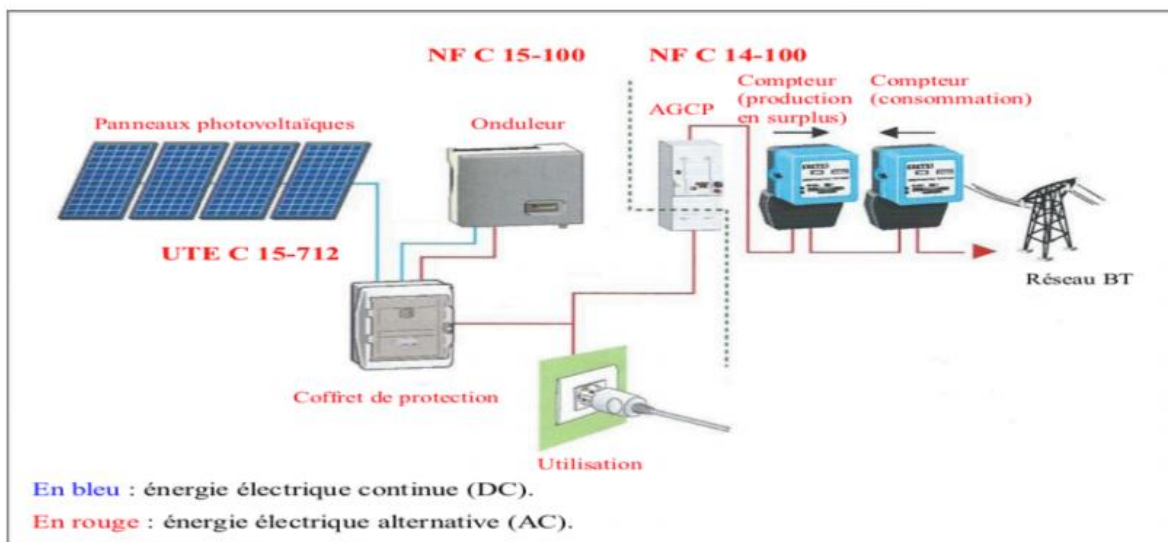 NF C 15-100
NF C 14-100
Compteur
(production
en surplus)
Compteur
(consommation)
AGCP
Panneaux photovoltaïques
Onduleur
UTE C 15-712
Réseau BT
Coffret de protection
Utilisation
En bleu : énergie électrique continue (DC).
En rouge : énergie électrique alternative (AC).